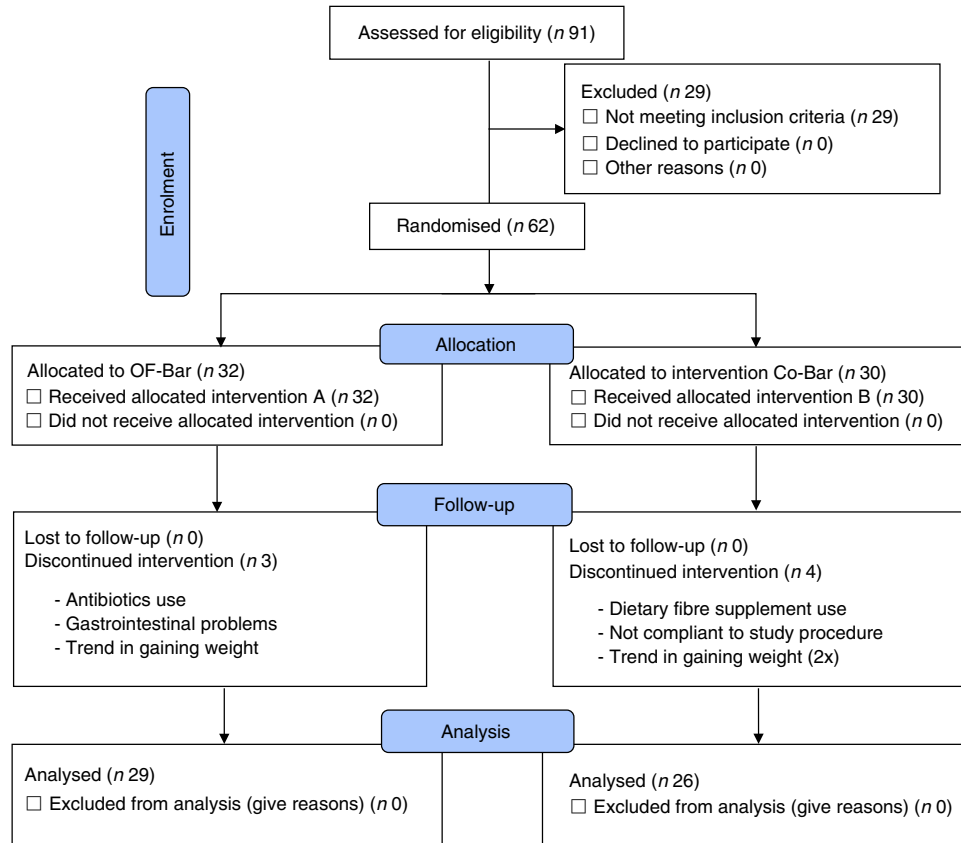 Assessed for eligibility (n 91)
Excluded (n 29)
☐ Not meeting inclusion criteria (n 29)
☐ Declined to participate (n 0)
☐ Other reasons (n 0)
Enrolment
Randomised (n 62)
Allocation
Allocated to OF-Bar (n 32)
☐ Received allocated intervention A (n 32)
☐ Did not receive allocated intervention (n 0)
Allocated to intervention Co-Bar (n 30)
☐ Received allocated intervention B (n 30)
☐ Did not receive allocated intervention (n 0)
Follow-up
Lost to follow-up (n 0)
Discontinued intervention (n 3)
- Antibiotics use
- Gastrointestinal problems
- Trend in gaining weight
Lost to follow-up (n 0)
Discontinued intervention (n 4)
- Dietary fibre supplement use
- Not compliant to study procedure
- Trend in gaining weight (2x)
Analysis
Analysed (n 29)
☐ Excluded from analysis (give reasons) (n 0)
Analysed (n 26)
☐ Excluded from analysis (give reasons) (n 0)